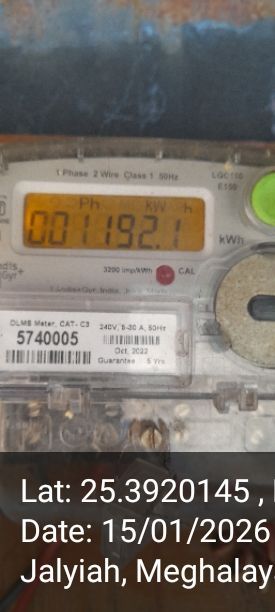 1 Phase 2 Wire Class 1 50Hz
LGC110
E150
Ph kW h
001192.1
kWh
3200 imp/kWh
CAL
DLMS Meter, CAT- C3
240V, 5-30 A, 50Hz
5740005
Oct, 2022
Guarantee 5 Yrs
Lat: 25.3920145 ,
Date: 15/01/2026
Jalyiah, Meghalay